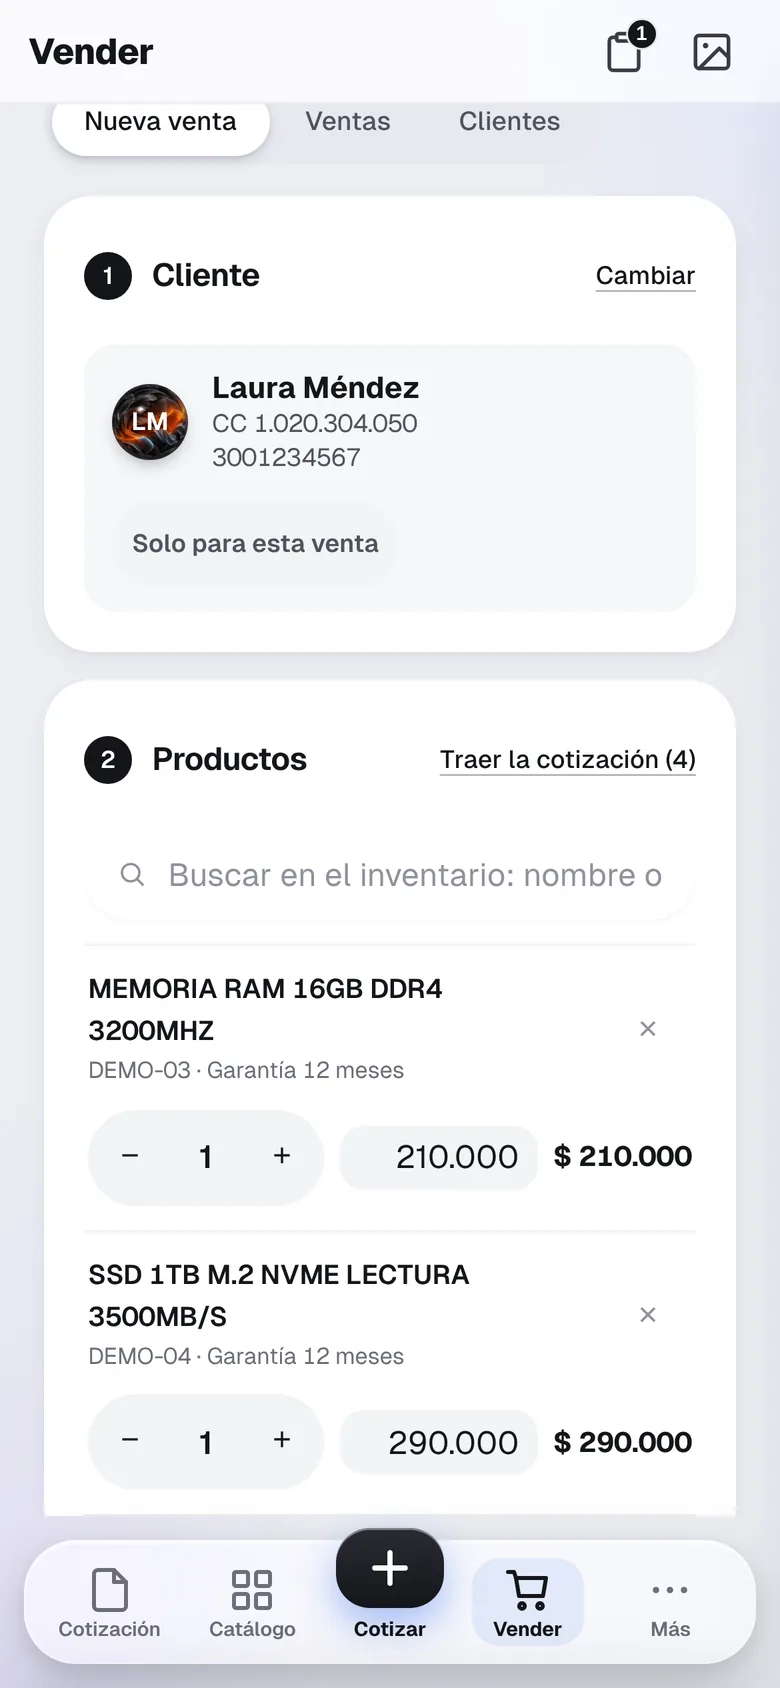 Vender
1
Nueva venta
Ventas
Clientes
1
Cliente
Cambiar
LM
Laura Méndez
CC 1.020.304.050
3001234567
Solo para esta venta
2
Productos
Traer la cotización (4)
Buscar en el inventario: nombre o
MEMORIA RAM 16GB DDR4
3200MHZ
×
DEMO-03 · Garantía 12 meses
− 1 +
210.000
$ 210.000
SSD 1TB M.2 NVME LECTURA
3500MB/S
×
DEMO-04 · Garantía 12 meses
− 1 +
290.000
$ 290.000
Cotización
Catálogo
Cotizar
Vender
Más